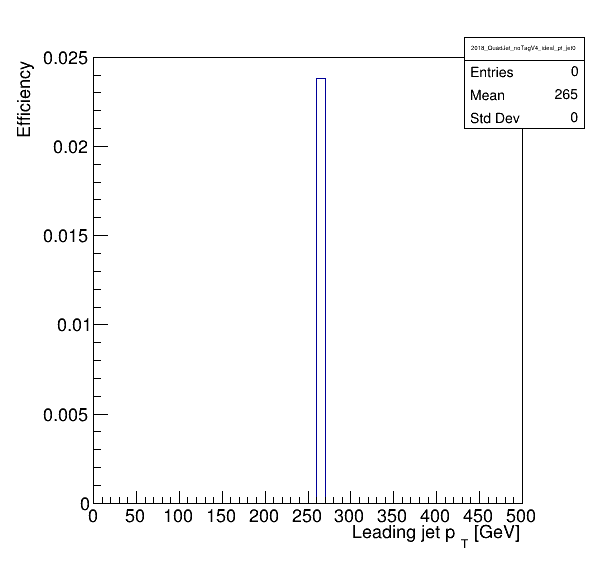 2018_QuadJet_noTagV4_ideal_pt_jet0
Entries 0
Mean 265
Std Dev 0
Efficiency
0.025
0.02
0.015
0.01
0.005
0
0 50 100 150 200 250 300 350 400 450 500
Leading jet p T [GeV]